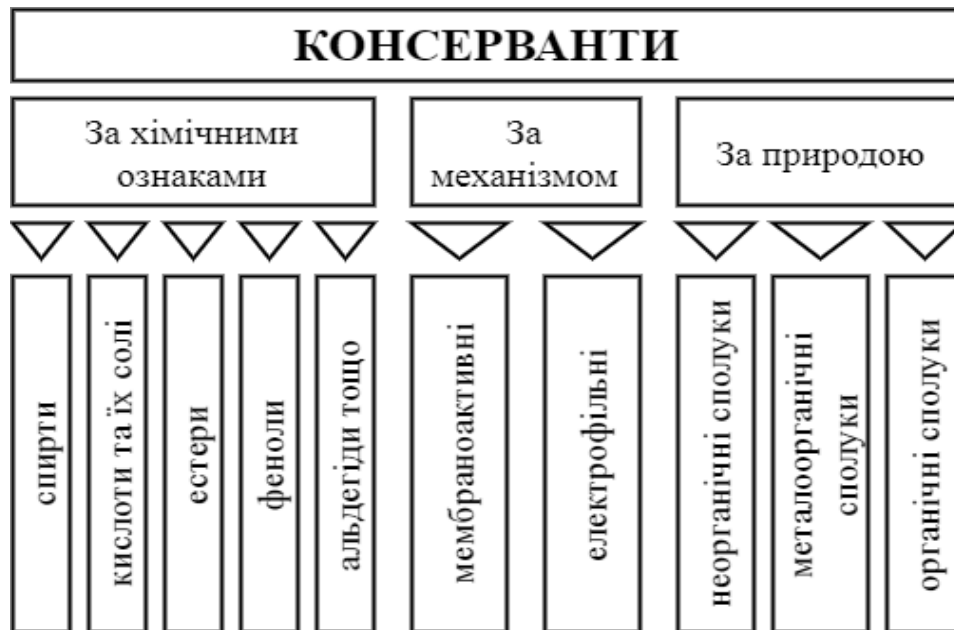 КОНСЕРВАНТИ
За хімічними
ознаками
За
механізмом
За природою
спирти
кислоти та їх солі
естери
феноли
альдегіди тощо
мембраноактивні
електрофільні
неорганічні сполуки
металоорганічні
сполуки
органічні сполуки